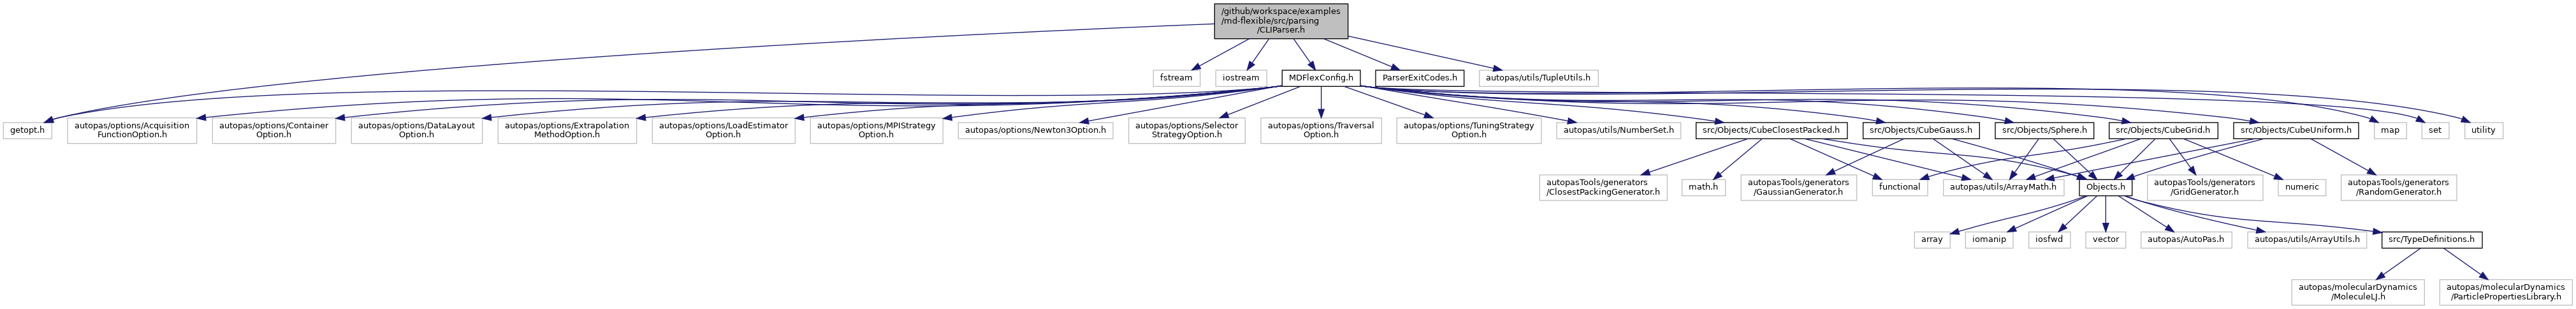 /github/workspace/examples
/md-flexible/src/parsing
/CLIParser.h
fstream
iostream
MDFlexConfig.h
ParserExitCodes.h
autopas/utils/TupleUtils.h
getopt.h
autopas/options/Acquisition
FunctionOption.h
autopas/options/Container
Option.h
autopas/options/DataLayout
Option.h
autopas/options/Extrapolation
MethodOption.h
autopas/options/LoadEstimator
Option.h
autopas/options/MPIStrategy
Option.h
autopas/options/Newton3Option.h
autopas/options/Selector
StrategyOption.h
autopas/options/Traversal
Option.h
autopas/options/TuningStrategy
Option.h
autopas/utils/NumberSet.h
src/Objects/CubeClosestPacked.h
src/Objects/CubeGauss.h
src/Objects/Sphere.h
src/Objects/CubeGrid.h
src/Objects/CubeUniform.h
map
set
utility
autopasTools/generators
/ClosestPackingGenerator.h
math.h
autopasTools/generators
/GaussianGenerator.h
functional
autopas/utils/ArrayMath.h
Objects.h
autopasTools/generators
/GridGenerator.h
numeric
autopasTools/generators
/RandomGenerator.h
array
iomanip
iosfwd
vector
autopas/AutoPas.h
autopas/utils/ArrayUtils.h
src/TypeDefinitions.h
autopas/molecularDynamics
/MoleculeLJ.h
autopas/molecularDynamics
/ParticlePropertiesLibrary.h